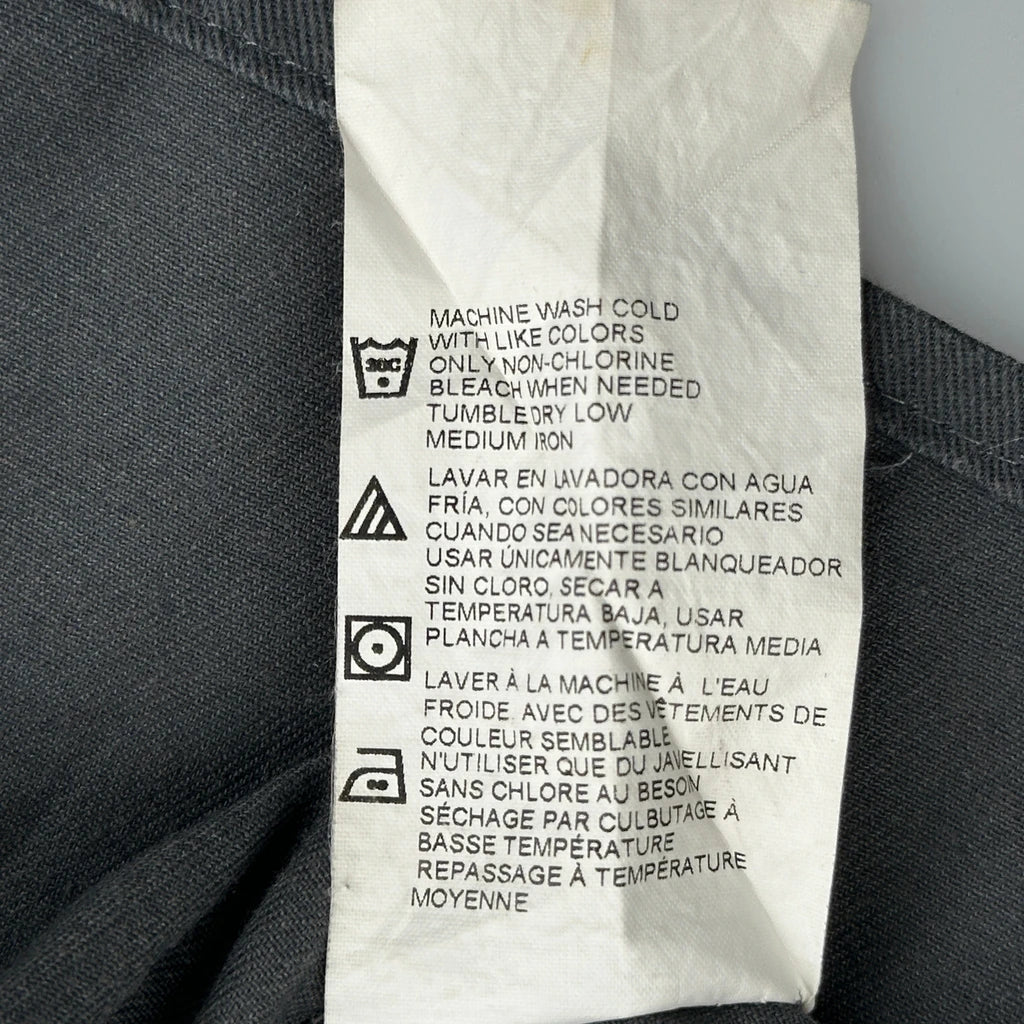 MACHINE WASH COLD
WITH LIKE COLORS
ONLY NON-CHLORINE
BLEACH WHEN NEEDED
TUMBLE DRY LOW
MEDIUM IRON
30C
LAVAR EN LAVADORA CON AGUA
FRÍA, CON COLORES SIMILARES
CUANDO SEA NECESARIO
USAR ÚNICAMENTE BLANQUEADOR
SIN CLORO, SECAR A
TEMPERATURA BAJA, USAR
PLANCHA A TEMPERATURA MEDIA
LAVER À LA MACHINE À L'EAU
FROIDE AVEC DES VÊTEMENTS DE
COULEUR SEMBLABLE
N'UTILISER QUE DU JAVELLISANT
SANS CHLORE AU BESOIN
SÉCHAGE PAR CULBUTAGE À
BASSE TEMPÉRATURE
REPASSAGE À TEMPÉRATURE
MOYENNE